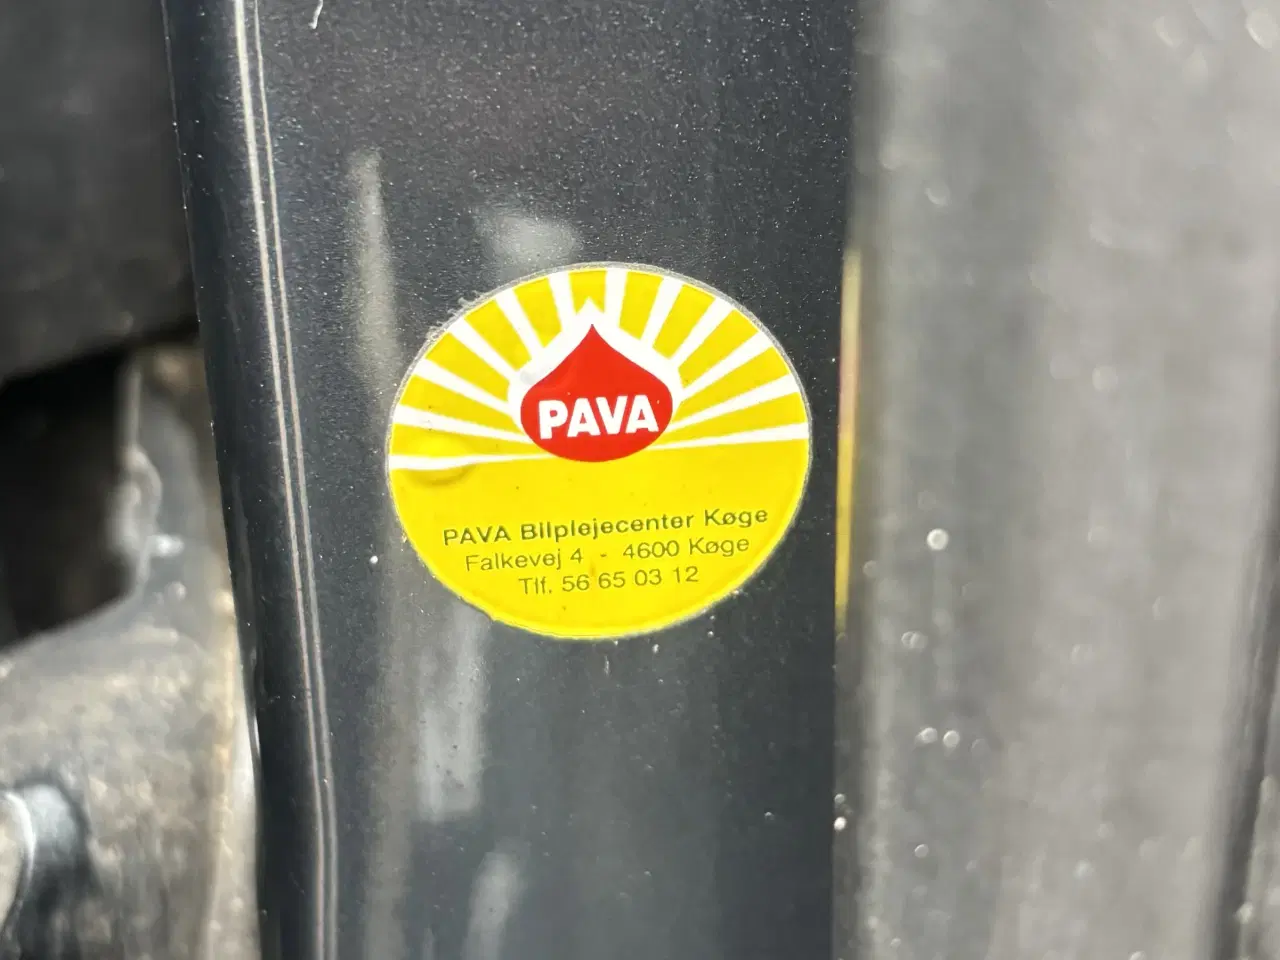 PAVA
PAVA Bilplejecenter Køge
Falkevej 4 - 4600 Køge
Tlf. 56 65 03 12